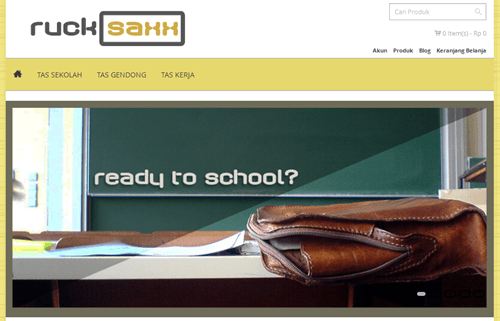 ruck saxx
Cari Produk
0 Item(s) - Rp 0
Akun Produk Blog Keranjang Belanja
TAS SEKOLAH TAS GENDONG TAS KERJA
ready to school?